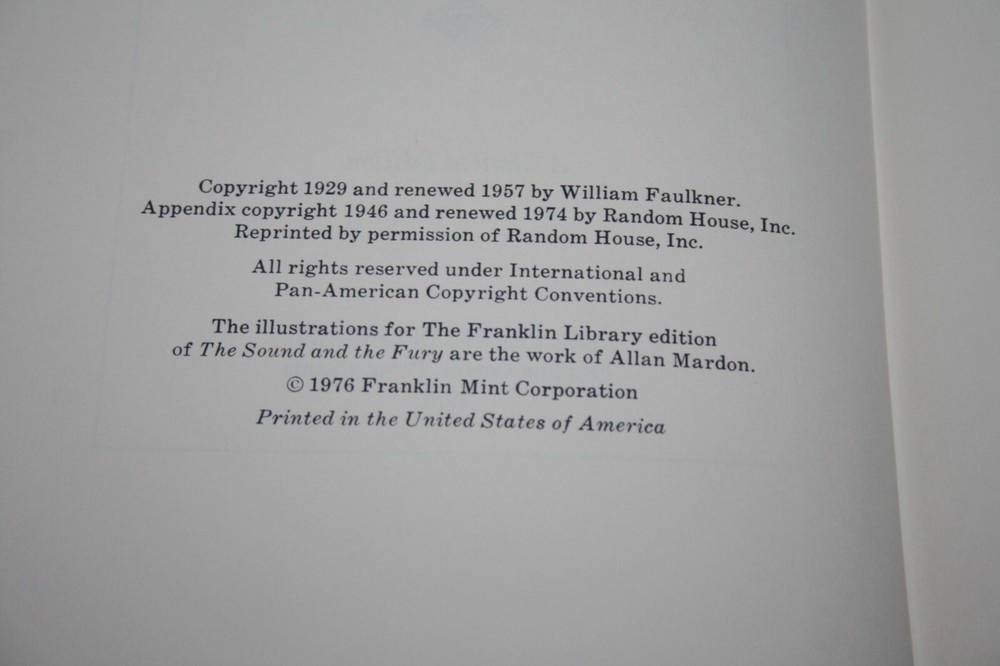 Copyright 1929 and renewed 1957 by William Faulkner.
Appendix copyright 1946 and renewed 1974 by Random House, Inc.
Reprinted by permission of Random House, Inc.
All rights reserved under International and
Pan-American Copyright Conventions.
The illustrations for The Franklin Library edition
of The Sound and the Fury are the work of Allan Mardon.
© 1976 Franklin Mint Corporation
Printed in the United States of America